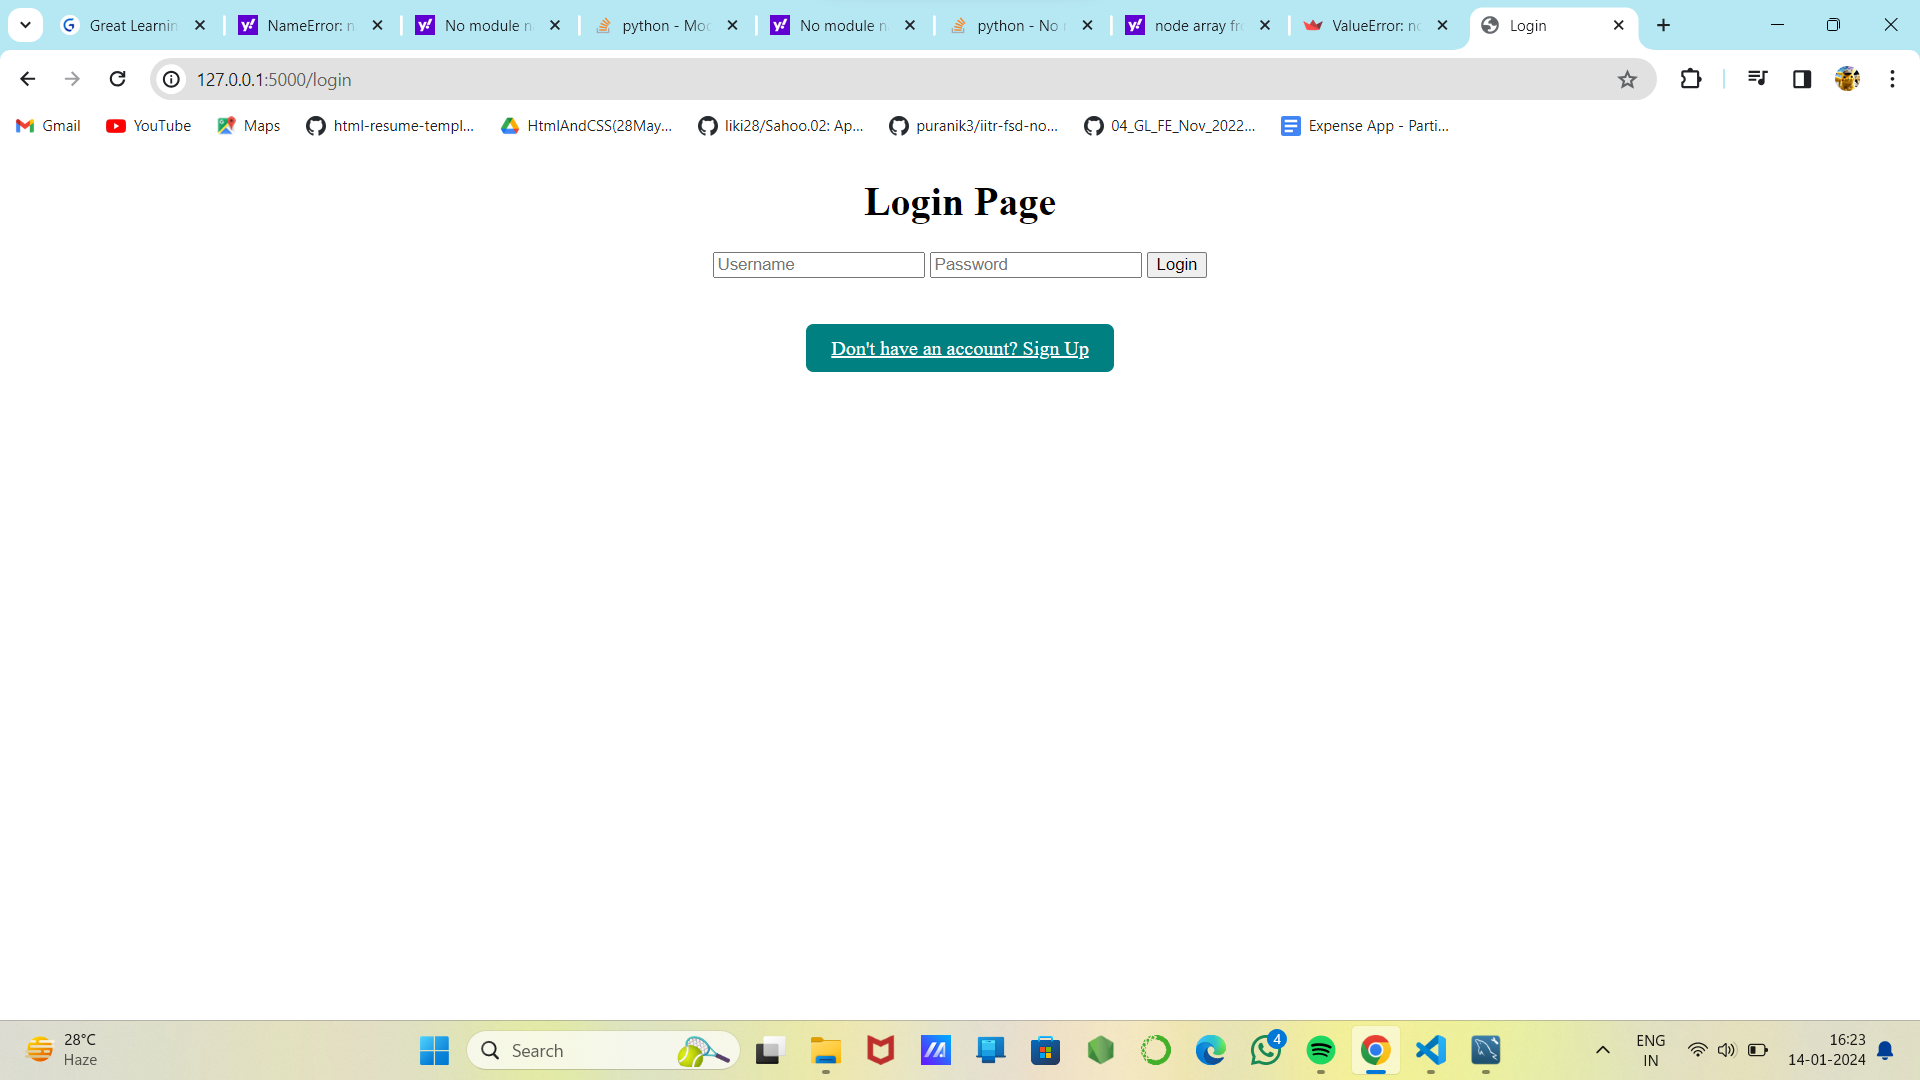 Great Learnin
NameError: n
No module n
python - Mod
No module n
python - No
node array fr
ValueError: no
Login
127.0.0.1:5000/login
Gmail
YouTube
Maps
html-resume-templ...
HtmlAndCSS(28May...
liki28/Sahoo.02: Ap...
puranik3/iitr-fsd-no...
04_GL_FE_Nov_2022...
Expense App - Parti...
Login Page
Username
Password
Login
Don't have an account? Sign Up
28°C
Haze
Search
4
ENG
IN
16:23
14-01-2024